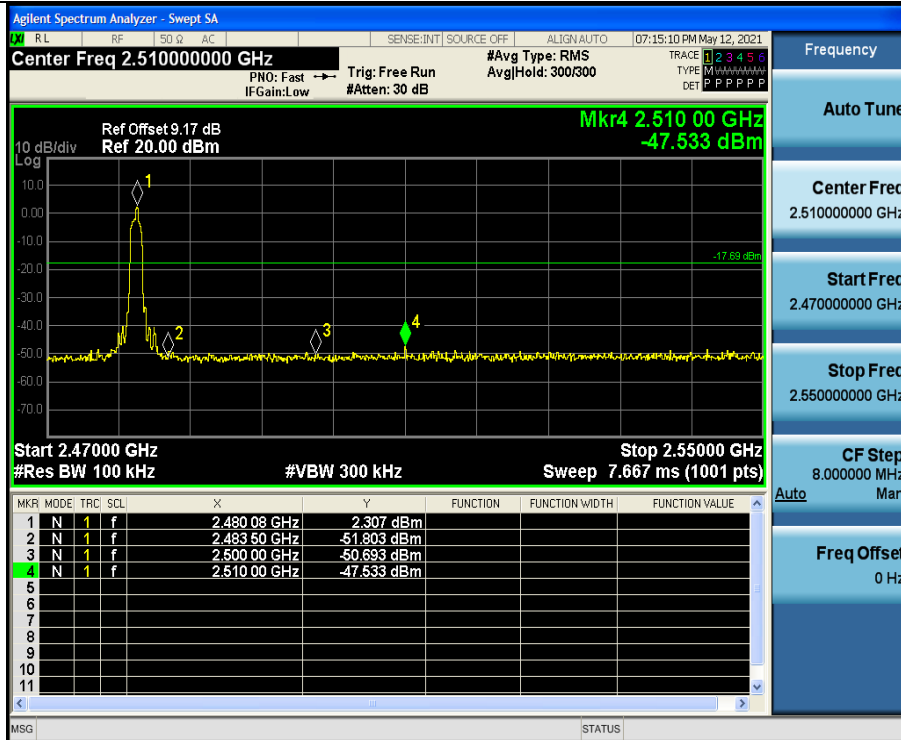 Agilent Spectrum Analyzer - Swept SA
LXI RL RF 50 Ω AC SENSE:INT SOURCE OFF ALIGN AUTO 07:15:10 PM May 12, 2021
Center Freq 2.510000000 GHz #Avg Type: RMS TRACE 1 2 3 4 5 6
PNO: Fast Trig: Free Run Avg|Hold: 300/300 TYPE M WWWWW
IFGain:Low #Atten: 30 dB DET P P P P P P
Mkr4 2.510 00 GHz
-47.533 dBm
Ref Offset 9.17 dB
10 dB/div Ref 20.00 dBm
Log
10.0
0.00
-10.0
-20.0
-30.0
-40.0
-50.0
-60.0
-70.0
1
2
3
4
-17.69 dBm
Start 2.47000 GHz Stop 2.55000 GHz
#Res BW 100 kHz #VBW 300 kHz Sweep 7.667 ms (1001 pts)
MKR MODE TRC SCL X Y FUNCTION FUNCTION WIDTH FUNCTION VALUE
1 N 1 f 2.480 08 GHz 2.307 dBm
2 N 1 f 2.483 50 GHz -51.803 dBm
3 N 1 f 2.500 00 GHz -50.693 dBm
4 N 1 f 2.510 00 GHz -47.533 dBm
5
6
7
8
9
10
11
MSG STATUS
Frequency
Auto Tune
Center Freq
2.510000000 GHz
Start Freq
2.470000000 GHz
Stop Freq
2.550000000 GHz
CF Step
8.000000 MHz
Auto Man
Freq Offset
0 Hz